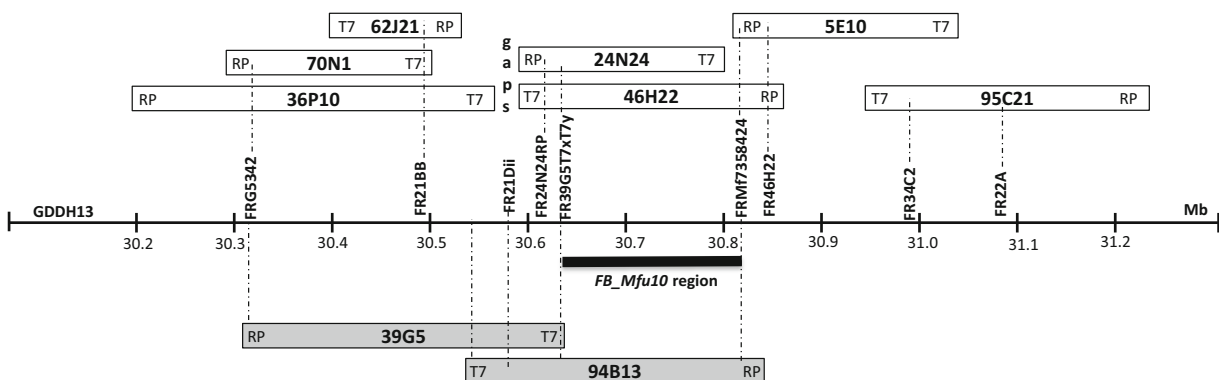 T7 62J21 RP
RP 5E10 T7
gaps
RP 70N1 T7
RP 24N24 T7
RP 36P10 T7
T7 46H22 RP
T7 95C21 RP
FRG5342
FR21BB
FR21Dii
FR24N24RP
FR39G5T7xT7y
FRMf7358424
FR46H22
FR34C2
FR22A
GDDH13 Mb
30.2 30.3 30.4 30.5 30.6 30.7 30.8 30.9 31.0 31.1 31.2
FB_Mfu10 region
RP 39G5 T7
T7 94B13 RP